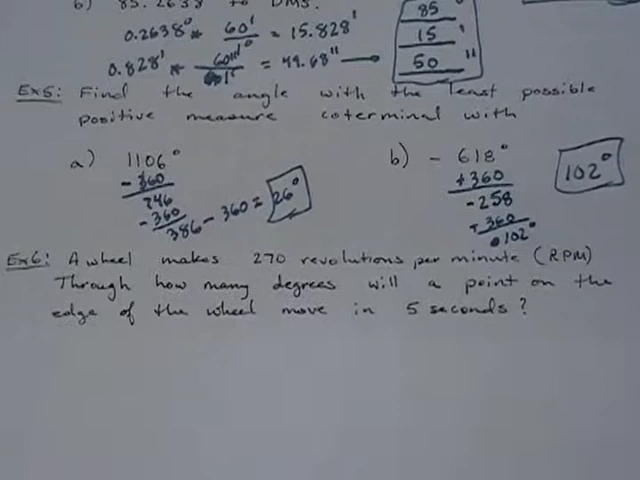 b) 85.2638° to DMS.
0.2638° * 60' = 15.828'
0.828' * 60" = 49.68"
85 °
15 '
50 "
Ex5: Find the angle with the least possible
positive measure coterminal with
a) 1106°
-360
746
-360
386 - 360 = 26°
b) - 618°
+360
-258
+360
102°
102°
Ex6: A wheel makes 270 revolutions per minute (RPM)
Through how many degrees will a point on the
edge of the wheel move in 5 seconds?